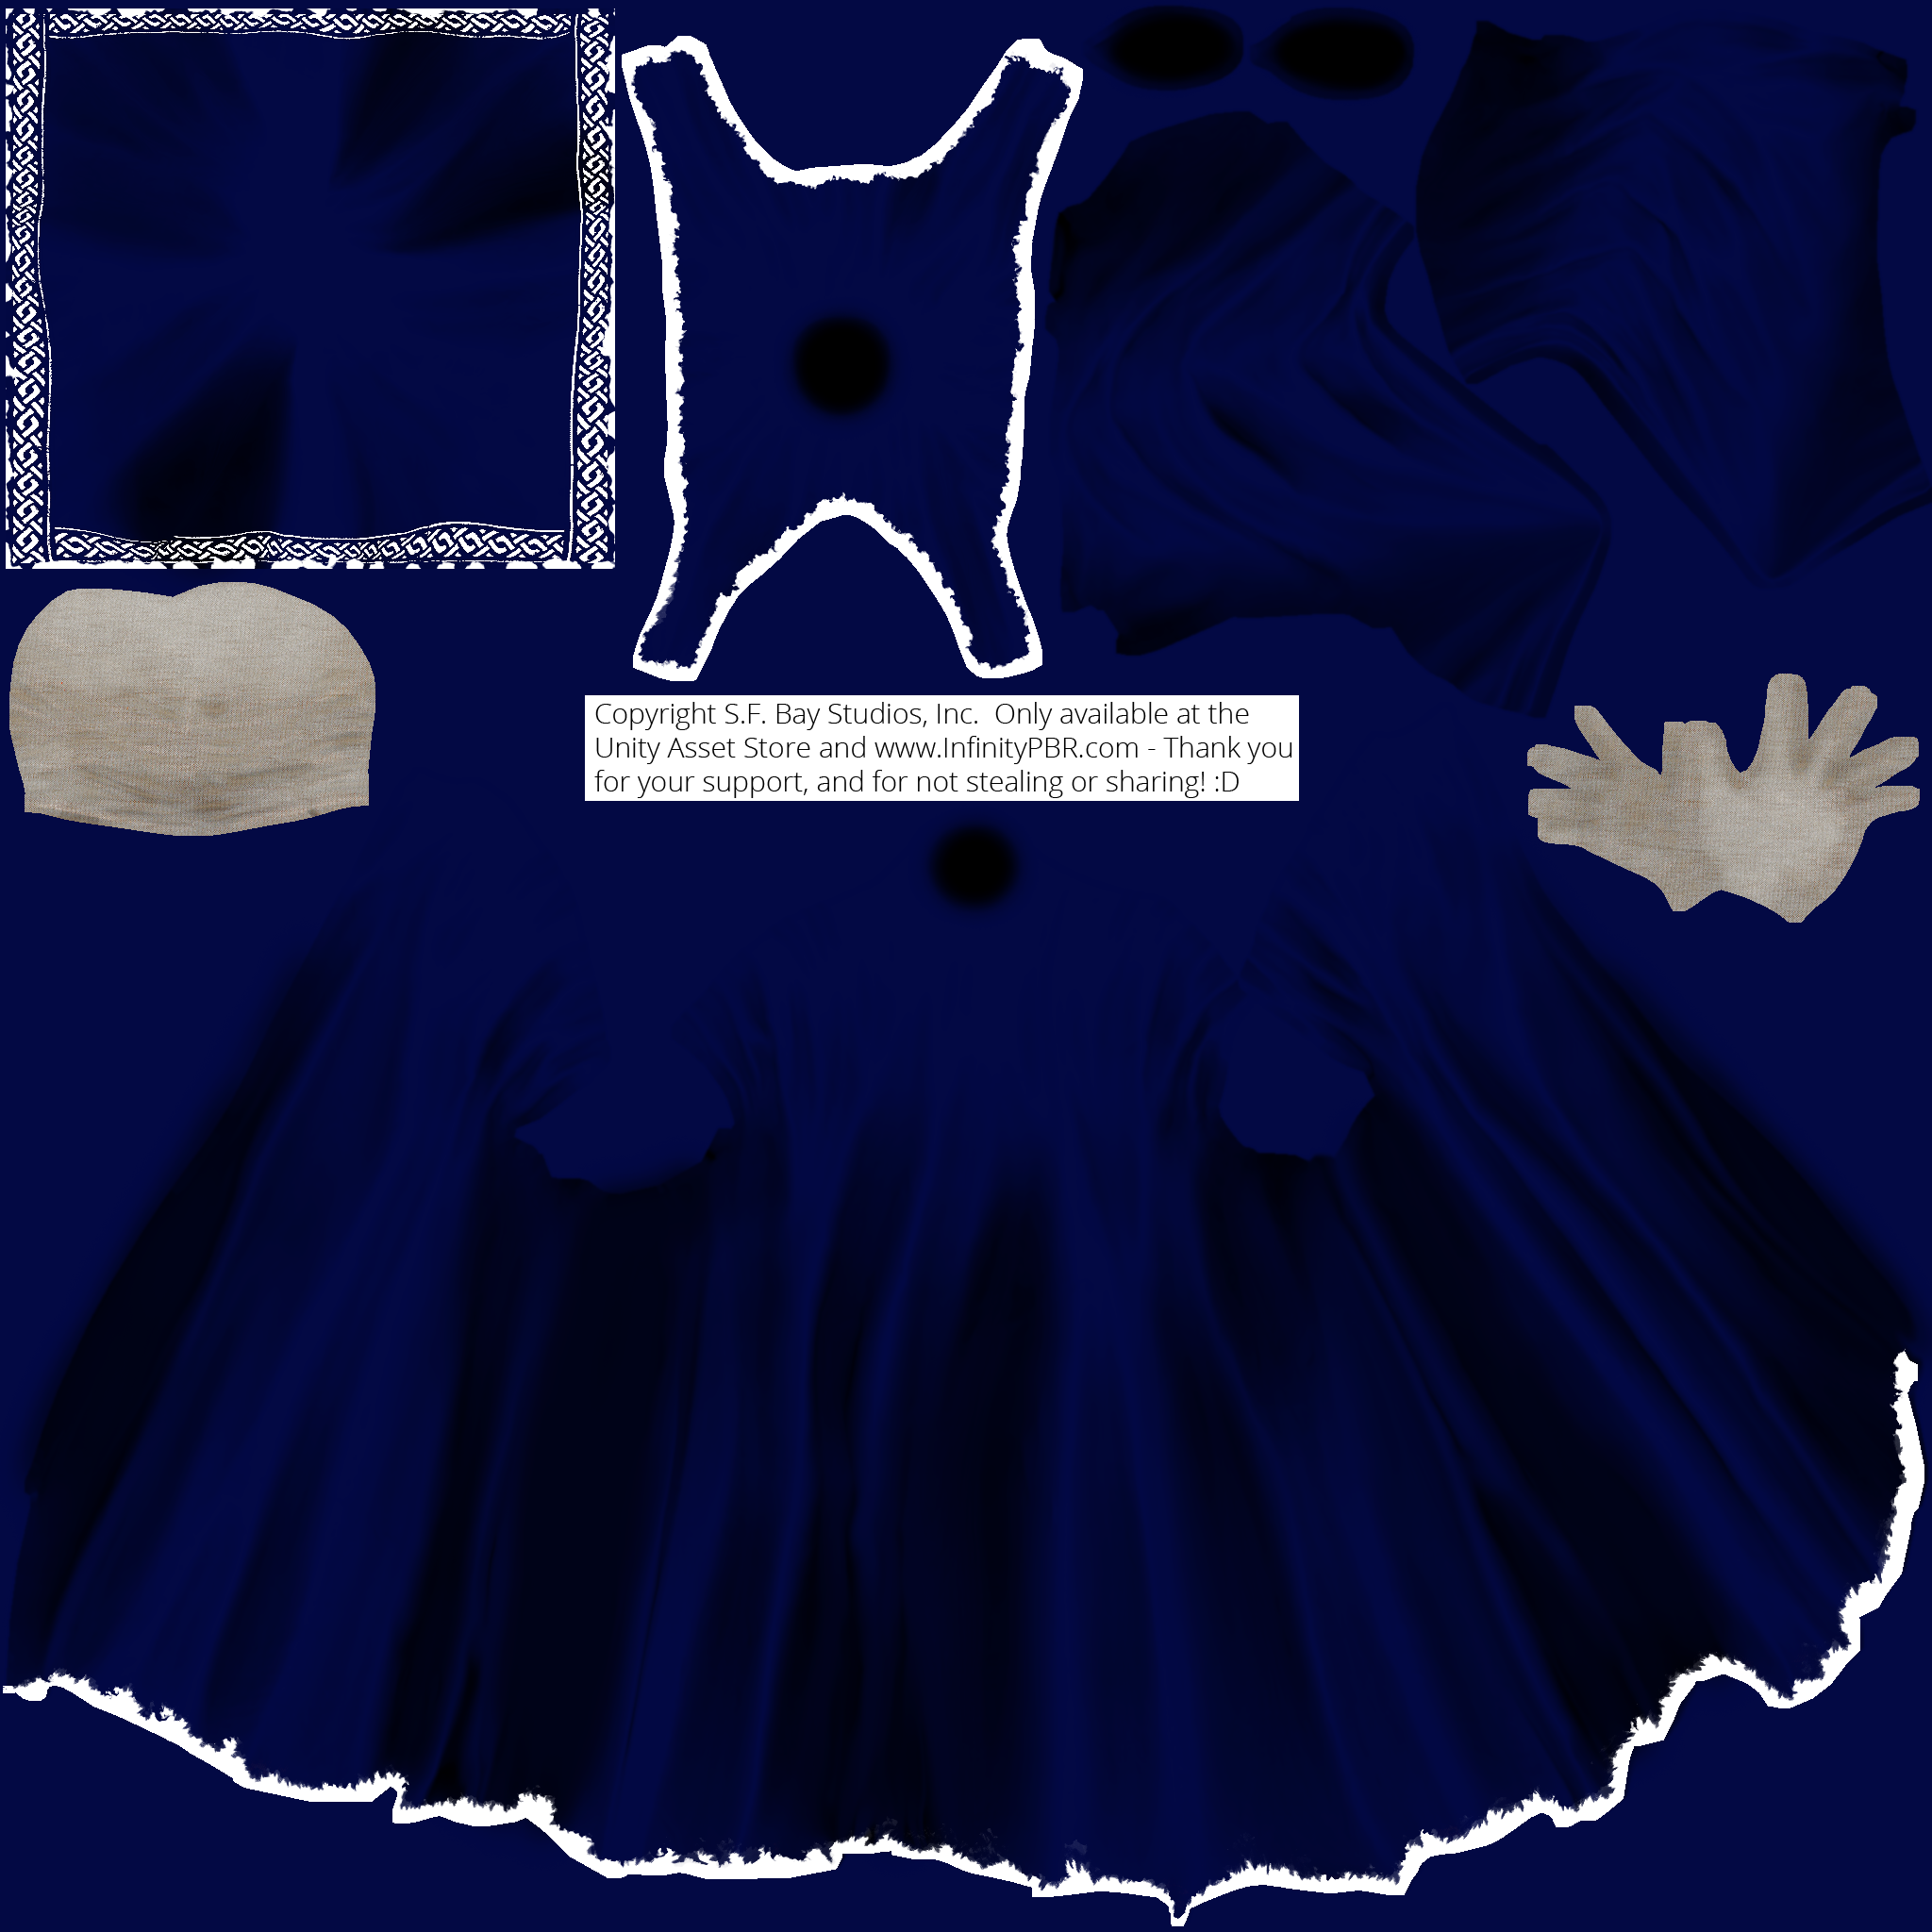 Copyright S.F. Bay Studios, Inc.  Only available at the
Unity Asset Store and www.InfinityPBR.com - Thank you
for your support, and for not stealing or sharing! :D